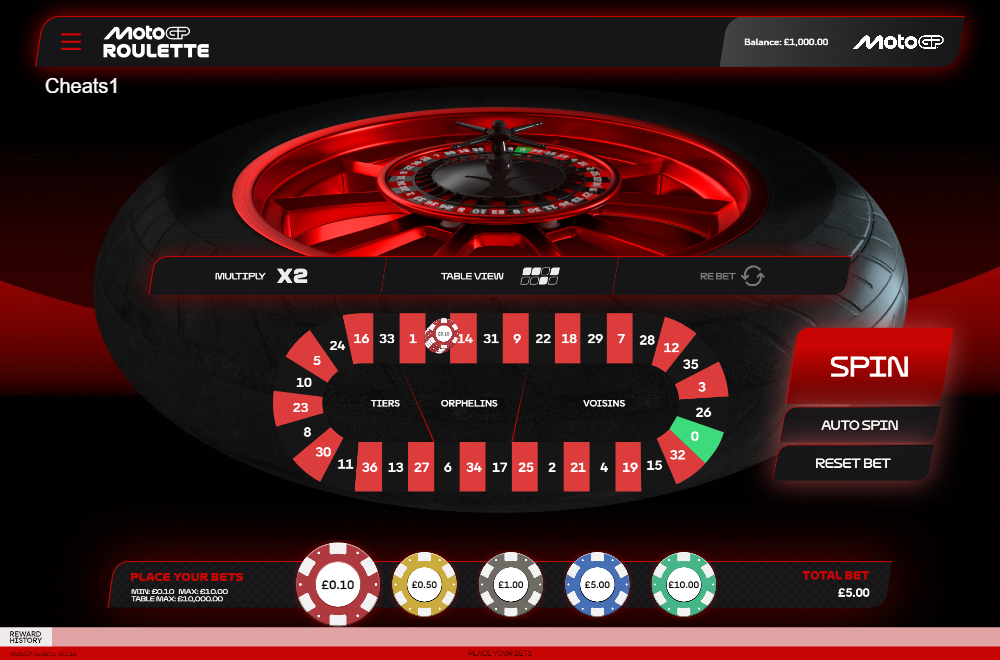 MotoGP
ROULETTE
Balance: £1,000.00
MotoGP
Cheats1
MULTIPLY X2
TABLE VIEW
RE BET
24 16 33 1 14 31 9 22 18 29 7 28 12
5 35
10 3
23 TIERS ORPHELINS VOISINS 26
8 0
30 32
11 36 13 27 6 34 17 25 2 21 4 19 15
SPIN
AUTO SPIN
RESET BET
PLACE YOUR BETS
MIN: £0.10 MAX: £10.00
TABLE MAX: £10,000.00
£0.10
£0.50
£1.00
£5.00
£10.00
TOTAL BET
£5.00
REWARD
HISTORY
PLACE YOUR BETS